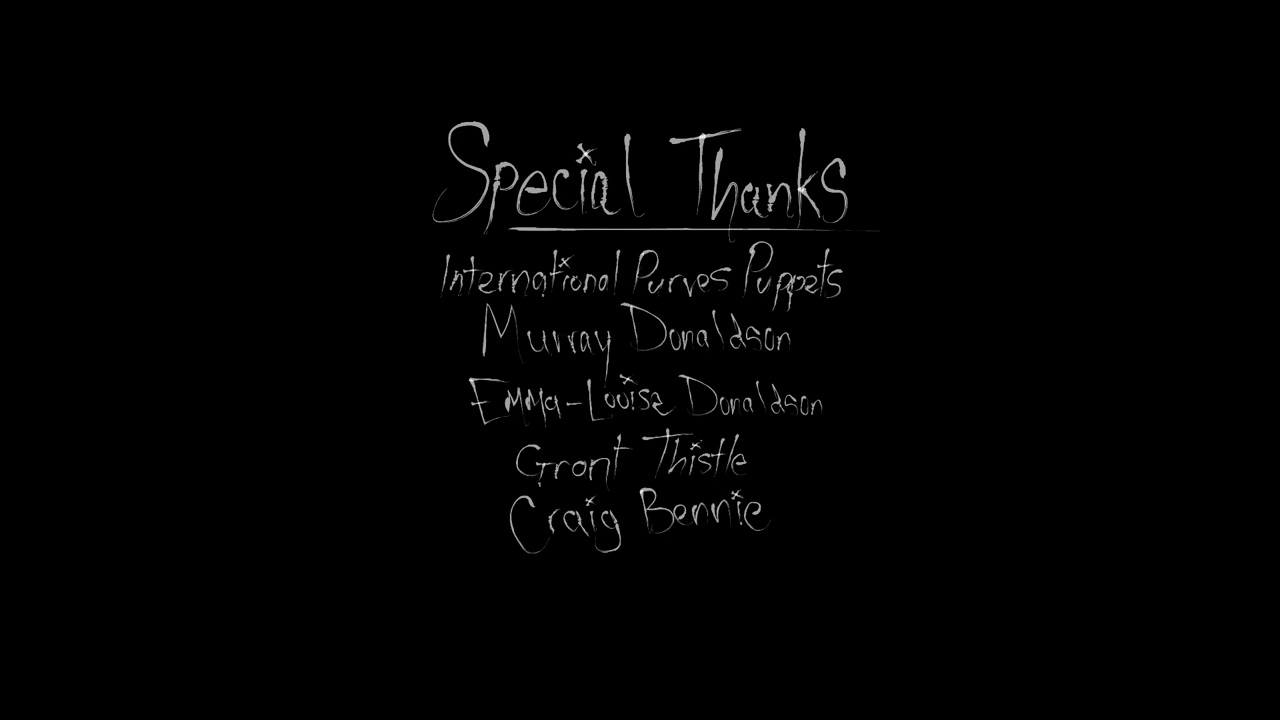 Special Thanks
International Purves Puppets
Murray Donaldson
Emma-Louise Donaldson
Grant Thistle
Craig Bennie